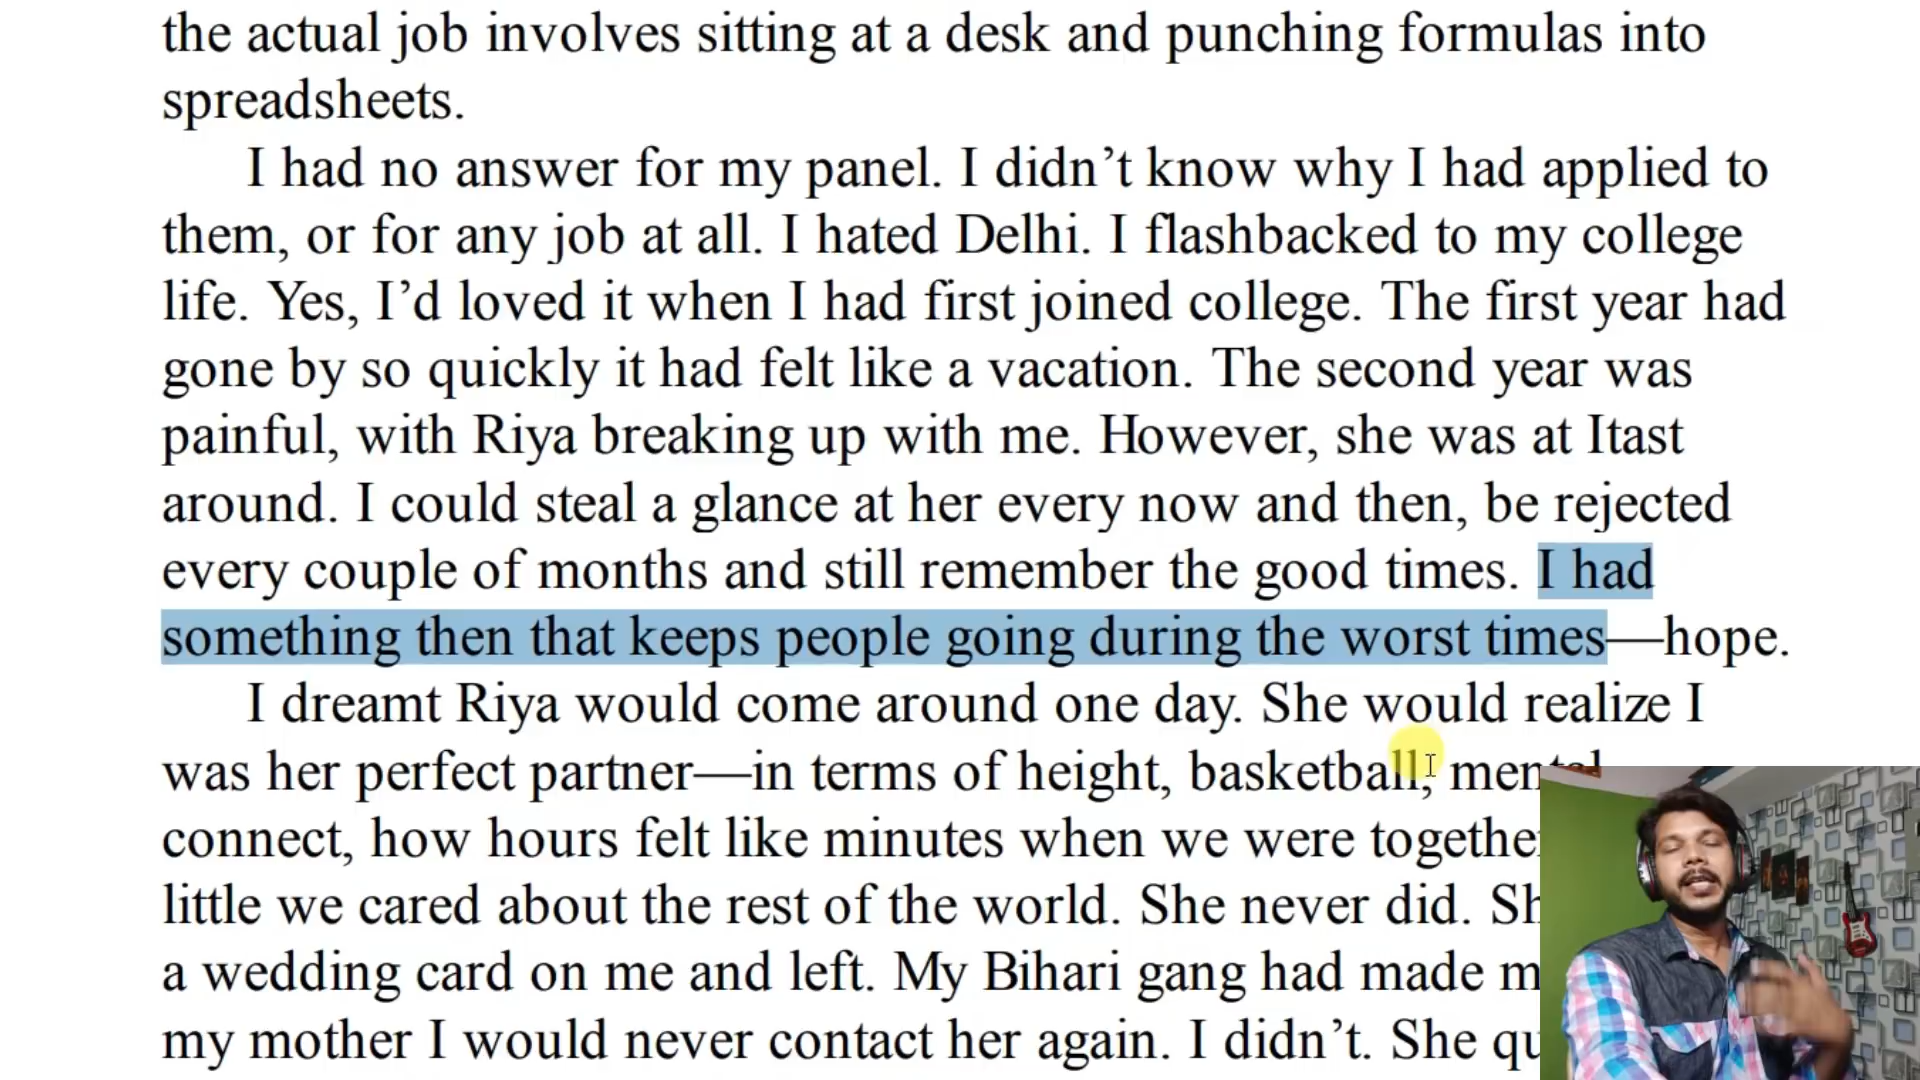 the actual job involves sitting at a desk and punching formulas into
spreadsheets.
I had no answer for my panel. I didn’t know why I had applied to
them, or for any job at all. I hated Delhi. I flashbacked to my college
life. Yes, I’d loved it when I had first joined college. The first year had
gone by so quickly it had felt like a vacation. The second year was
painful, with Riya breaking up with me. However, she was at Itast
around. I could steal a glance at her every now and then, be rejected
every couple of months and still remember the good times. I had
something then that keeps people going during the worst times—hope.
I dreamt Riya would come around one day. She would realize I
was her perfect partner—in terms of height, basketball, mental
connect, how hours felt like minutes when we were
little we cared about the rest of the world. She never did.
a wedding card on me and left. My Bihari gang had made
my mother I would never contact her again. I didn’t. She